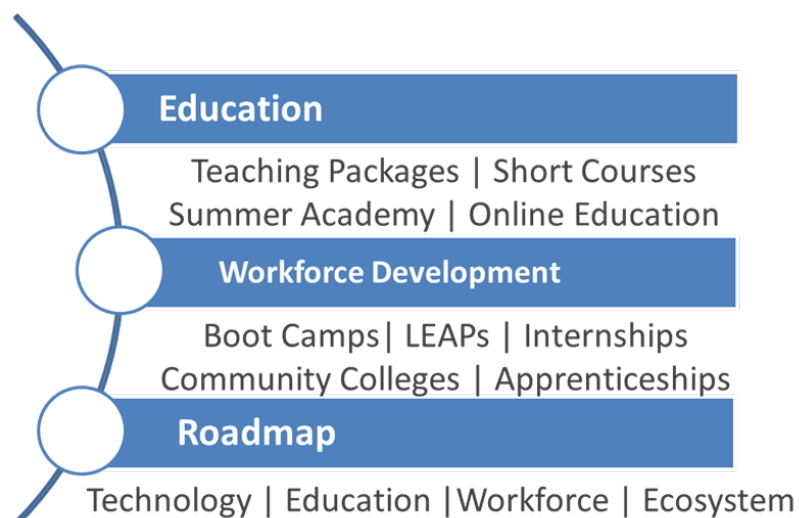 Education
Teaching Packages | Short Courses
Summer Academy | Online Education
Workforce Development
Boot Camps| LEAPs | Internships
Community Colleges | Apprenticeships
Roadmap
Technology | Education |Workforce | Ecosystem